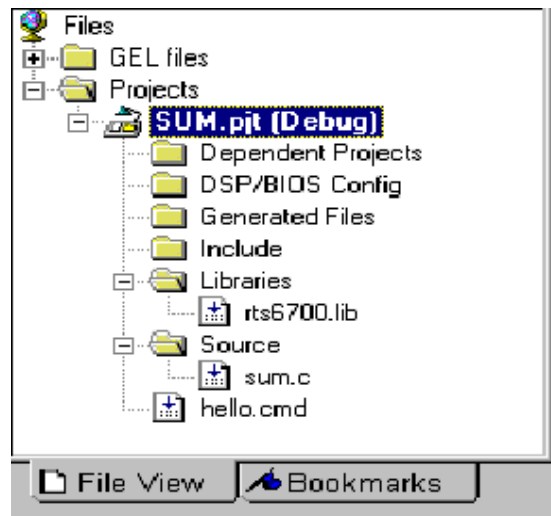 Files
GEL files
Projects
SUM.pjt (Debug)
Dependent Projects
DSP/BIOS Config
Generated Files
Include
Libraries
rts6700.lib
Source
sum.c
hello.cmd
File View Bookmarks